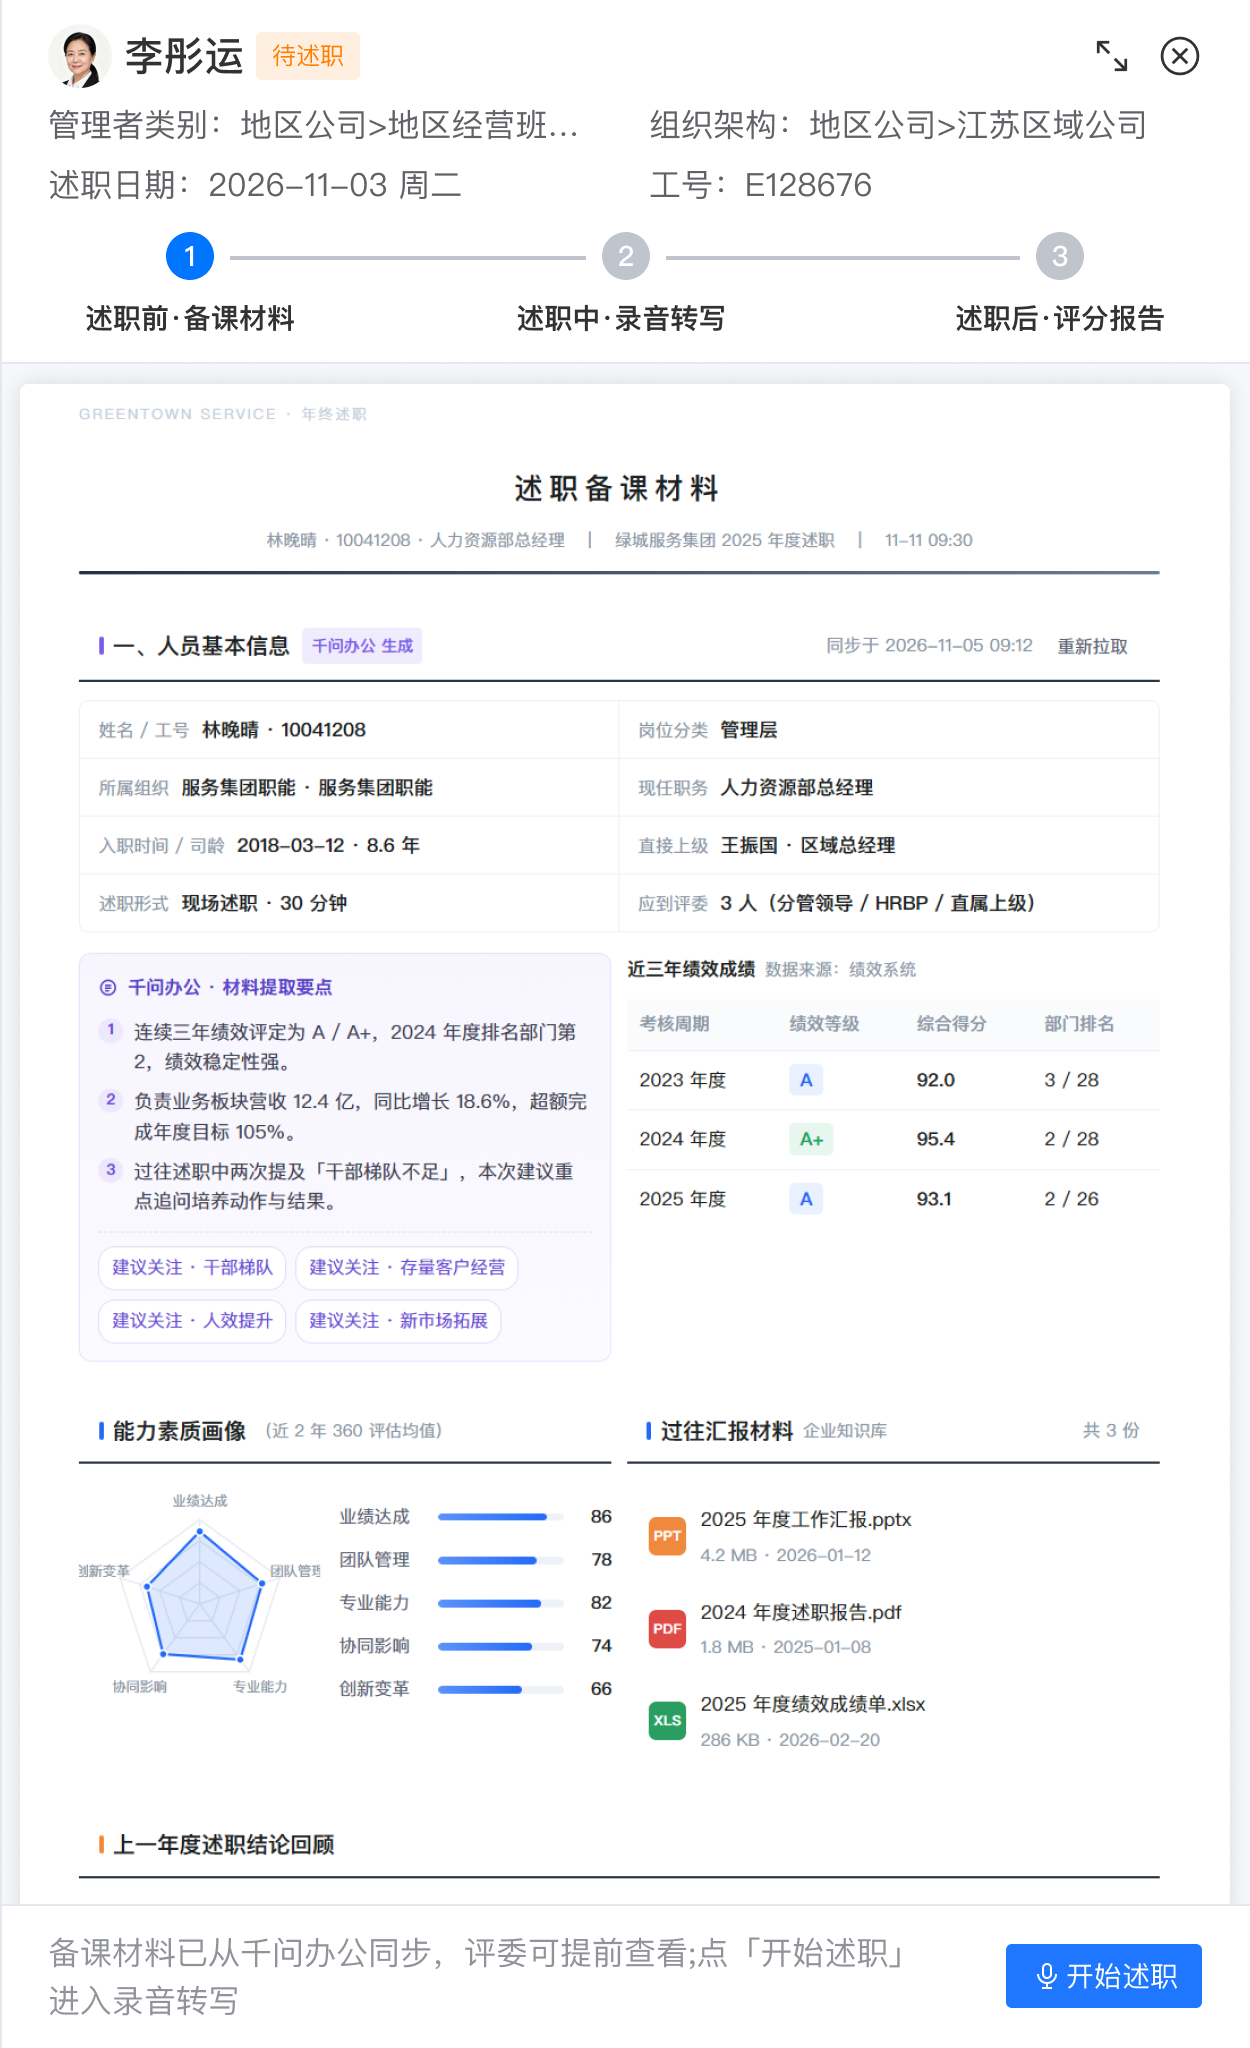 李彤运 待述职
管理者类别：地区公司>地区经营班...
组织架构：地区公司>江苏区域公司
述职日期：2026-11-03 周二
工号：E128676
1 2 3
述职前·备课材料 述职中·录音转写 述职后·评分报告
GREENTOWN SERVICE · 年终述职
述职备课材料
林晚晴 · 10041208 · 人力资源部总经理 | 绿城服务集团 2025 年度述职 | 11-11 09:30
一、人员基本信息 千问办公 生成 同步于 2026-11-05 09:12 重新拉取
姓名 / 工号 林晚晴 · 10041208 岗位分类 管理层
所属组织 服务集团职能 · 服务集团职能 现任职务 人力资源部总经理
入职时间 / 司龄 2018-03-12 · 8.6 年 直接上级 王振国 · 区域总经理
述职形式 现场述职 · 30 分钟 应到评委 3 人（分管领导 / HRBP / 直属上级）
千问办公 · 材料提取要点
1 连续三年绩效评定为 A / A+，2024 年度排名部门第
2，绩效稳定性强。
2 负责业务板块营收 12.4 亿，同比增长 18.6%，超额完
成年度目标 105%。
3 过往述职中两次提及「干部梯队不足」，本次建议重
点追问培养动作与结果。
建议关注 · 干部梯队 建议关注 · 存量客户经营
建议关注 · 人效提升 建议关注 · 新市场拓展
近三年绩效成绩 数据来源：绩效系统
考核周期 绩效等级 综合得分 部门排名
2023 年度 A 92.0 3 / 28
2024 年度 A+ 95.4 2 / 28
2025 年度 A 93.1 2 / 26
能力素质画像 （近 2 年 360 评估均值）
业绩达成
创新变革 团队管理
协同影响 专业能力
业绩达成 86
团队管理 78
专业能力 82
协同影响 74
创新变革 66
过往汇报材料 企业知识库 共 3 份
PPT 2025 年度工作汇报.pptx
4.2 MB · 2026-01-12
PDF 2024 年度述职报告.pdf
1.8 MB · 2025-01-08
XLS 2025 年度绩效成绩单.xlsx
286 KB · 2026-02-20
上一年度述职结论回顾
备课材料已从千问办公同步，评委可提前查看;点「开始述职」
进入录音转写
开始述职